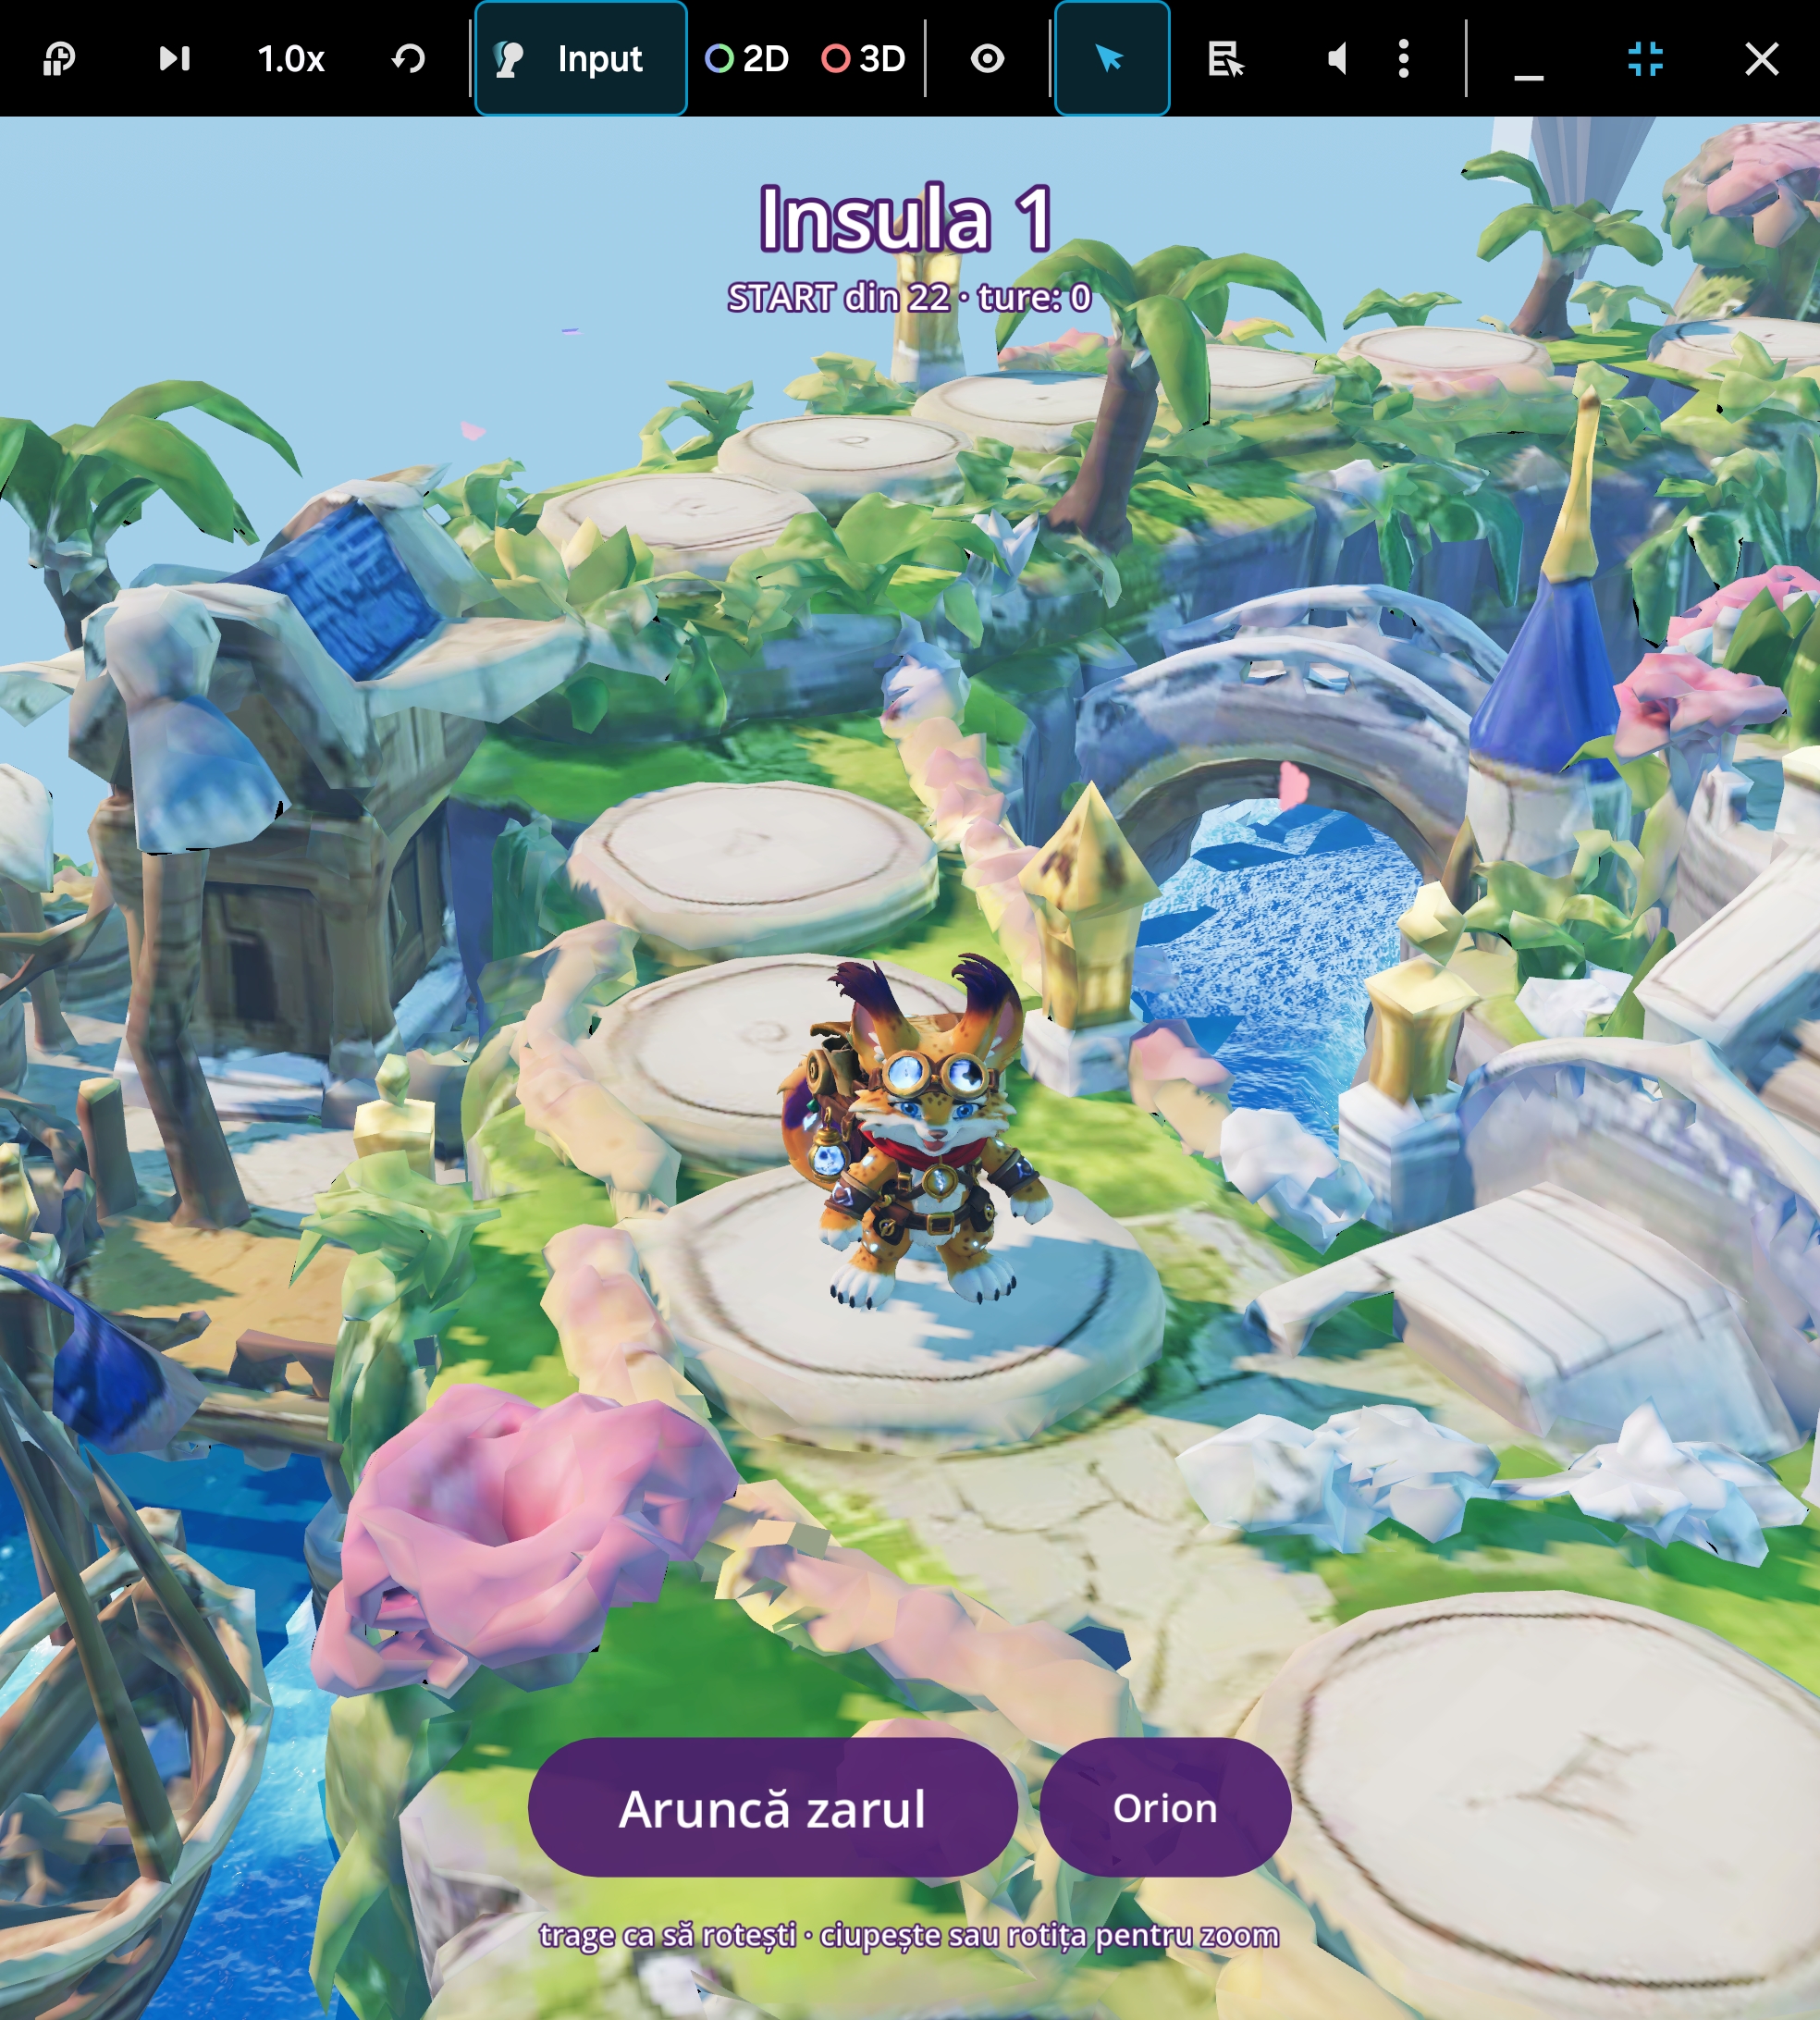 1.0x Input 2D 3D
Insula 1
START din 22 · ture: 0
Aruncă zarul
Orion
trage ca să rotești · ciupește sau rotița pentru zoom